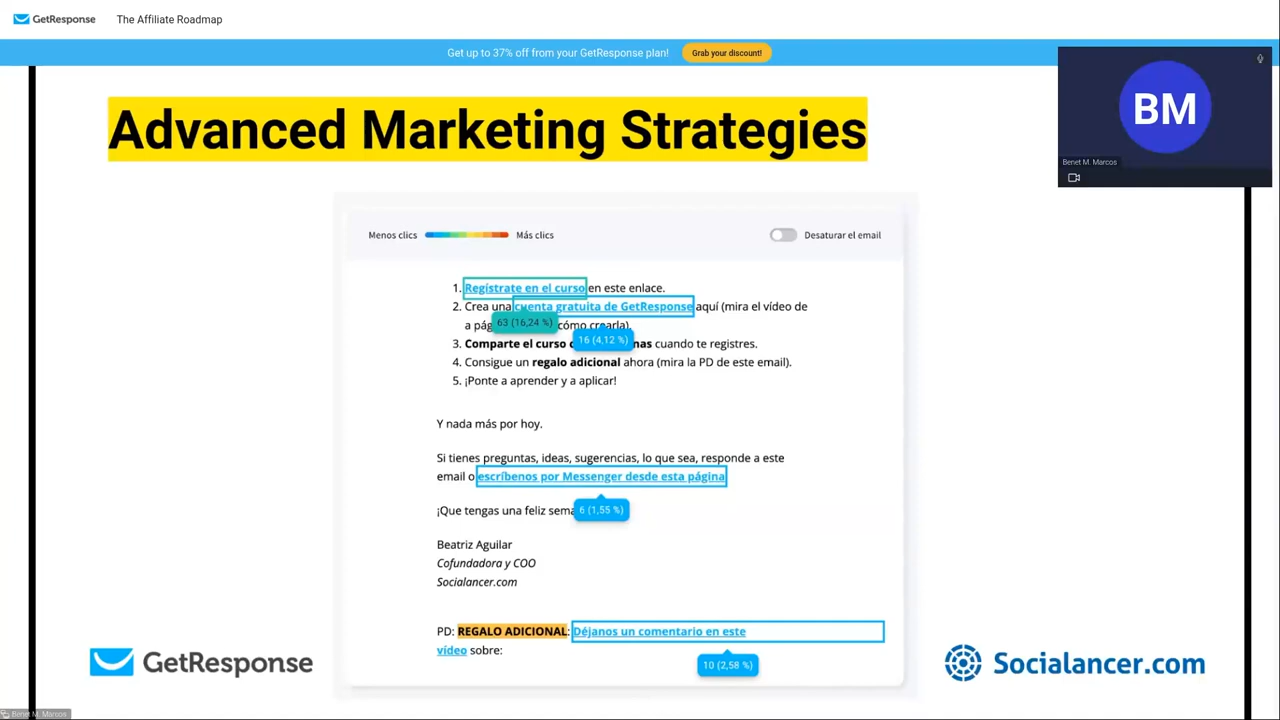 GetResponse The Affiliate Roadmap
Get up to 37% off from your GetResponse plan! Grab your discount!
Advanced Marketing Strategies
BM
Benet M. Marcos
Menos clics Más clics Desaturar el email
1. Regístrate en el curso en este enlace.
2. Crea una cuenta gratuita de GetResponse aquí (mira el vídeo de
63 (16,24 %)
a pág cómo crearla).
16 (4,12 %)
3. Comparte el curso nas cuando te registres.
4. Consigue un regalo adicional ahora (mira la PD de este email).
5. ¡Ponte a aprender y a aplicar!
Y nada más por hoy.
Si tienes preguntas, ideas, sugerencias, lo que sea, responde a este
email o escríbenos por Messenger desde esta página
¡Que tengas una feliz sema
6 (1,55 %)
Beatriz Aguilar
Cofundadora y COO
Socialancer.com
PD: REGALO ADICIONAL: Déjanos un comentario en este
vídeo sobre:
10 (2,58 %)
GetResponse
Socialancer.com
Benet M. Marcos